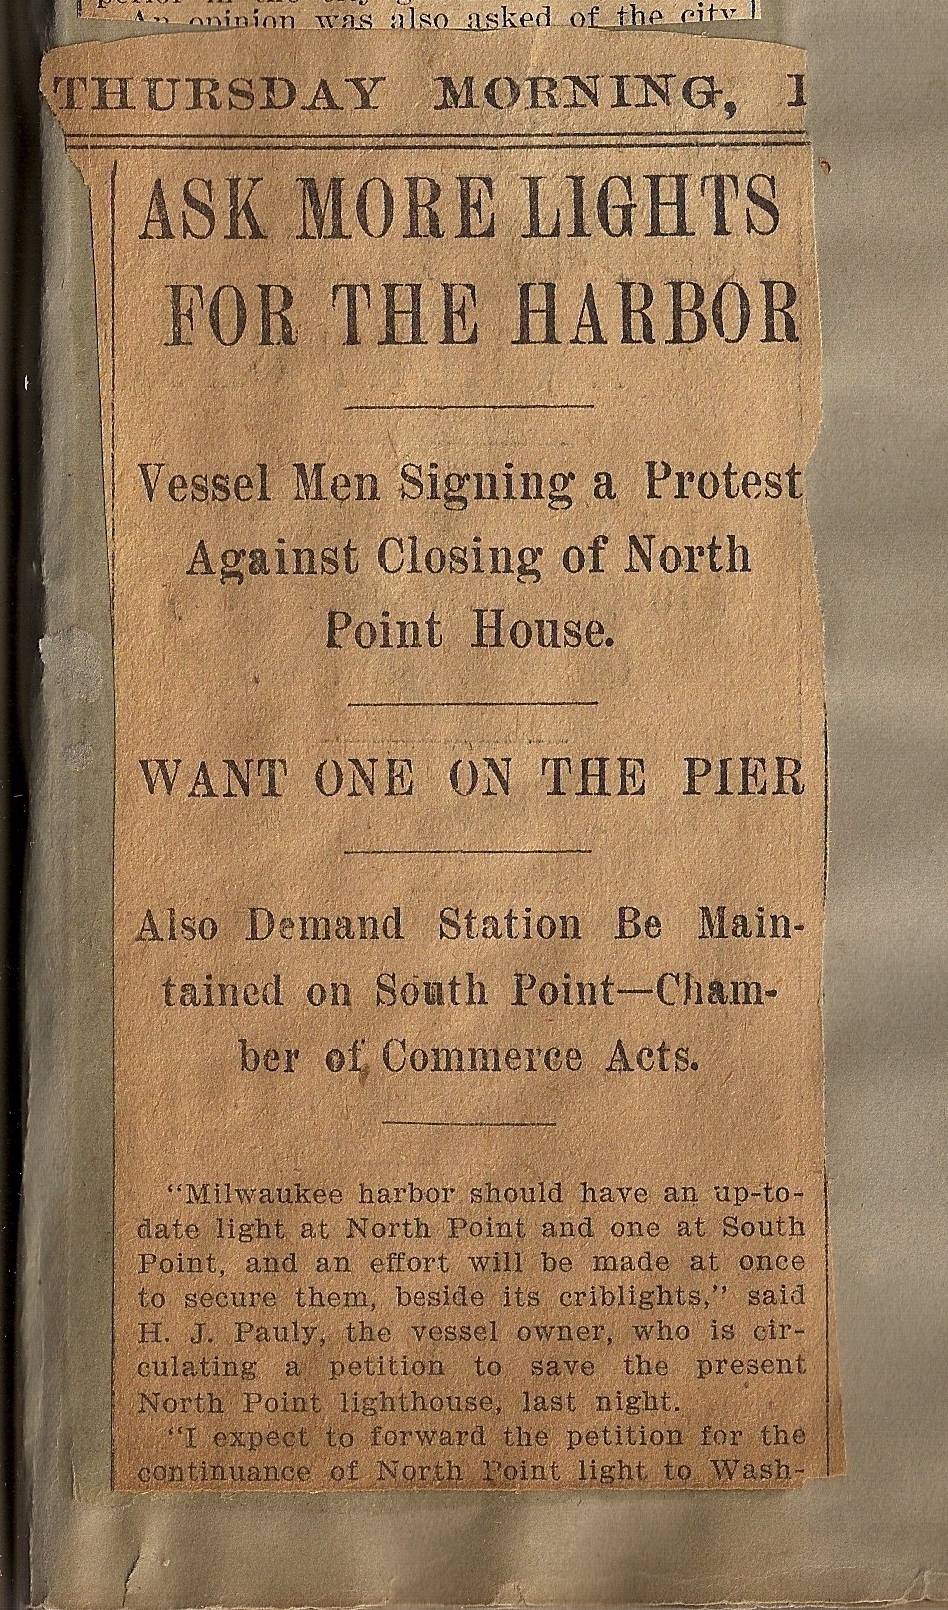 An opinion was also asked of the city
THURSDAY MORNING,
ASK MORE LIGHTS
FOR THE HARBOR
Vessel Men Signing a Protest
Against Closing of North
Point House.
WANT ONE ON THE PIER
Also Demand Station Be Main-
tained on South Point—Cham-
ber of Commerce Acts.
"Milwaukee harbor should have an up-to-
date light at North Point and one at South
Point, and an effort will be made at once
to secure them, beside its criblights," said
H. J. Pauly, the vessel owner, who is cir-
culating a petition to save the present
North Point lighthouse, last night.
"I expect to forward the petition for the
continuance of North Point light to Wash-